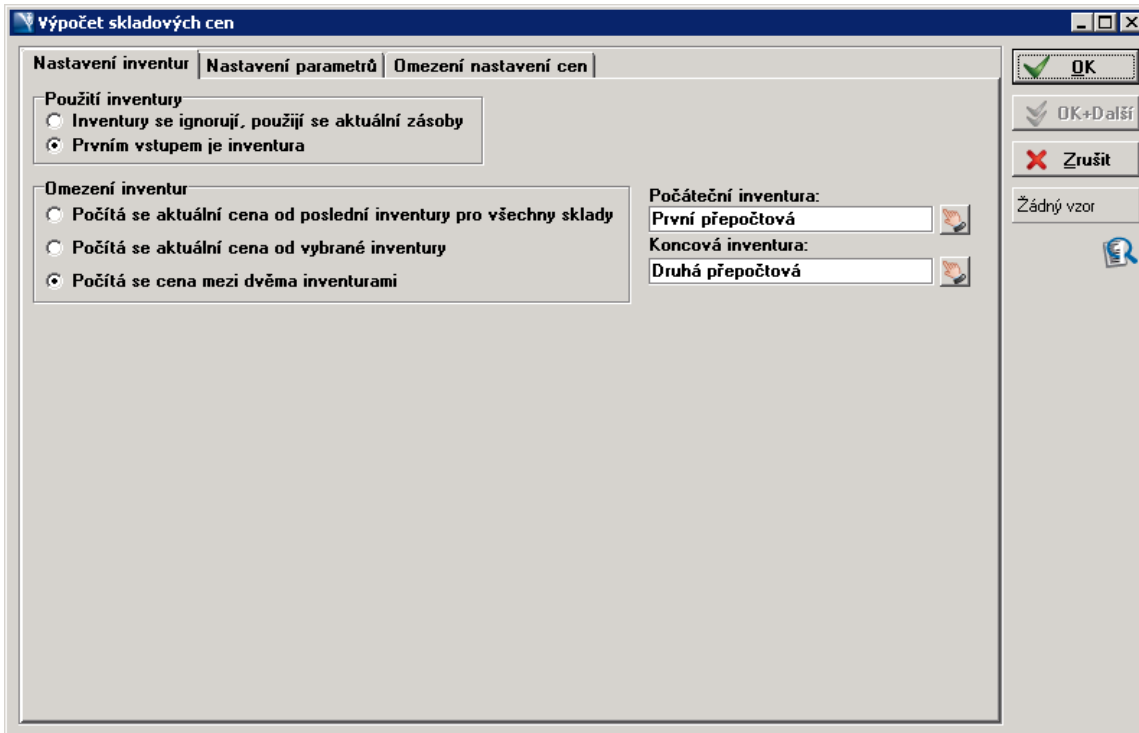 Výpočet skladových cen
Nastavení inventur
Nastavení parametrů
Omezení nastavení cen
Použití inventury
Inventury se ignorují, použijí se aktuální zásoby
Prvním vstupem je inventura
Omezení inventur
Počítá se aktuální cena od poslední inventury pro všechny sklady
Počítá se aktuální cena od vybrané inventury
Počítá se cena mezi dvěma inventurami
Počáteční inventura:
První přepočtová
Koncová inventura:
Druhá přepočtová
OK
OK+Další
Zrušit
Žádný vzor